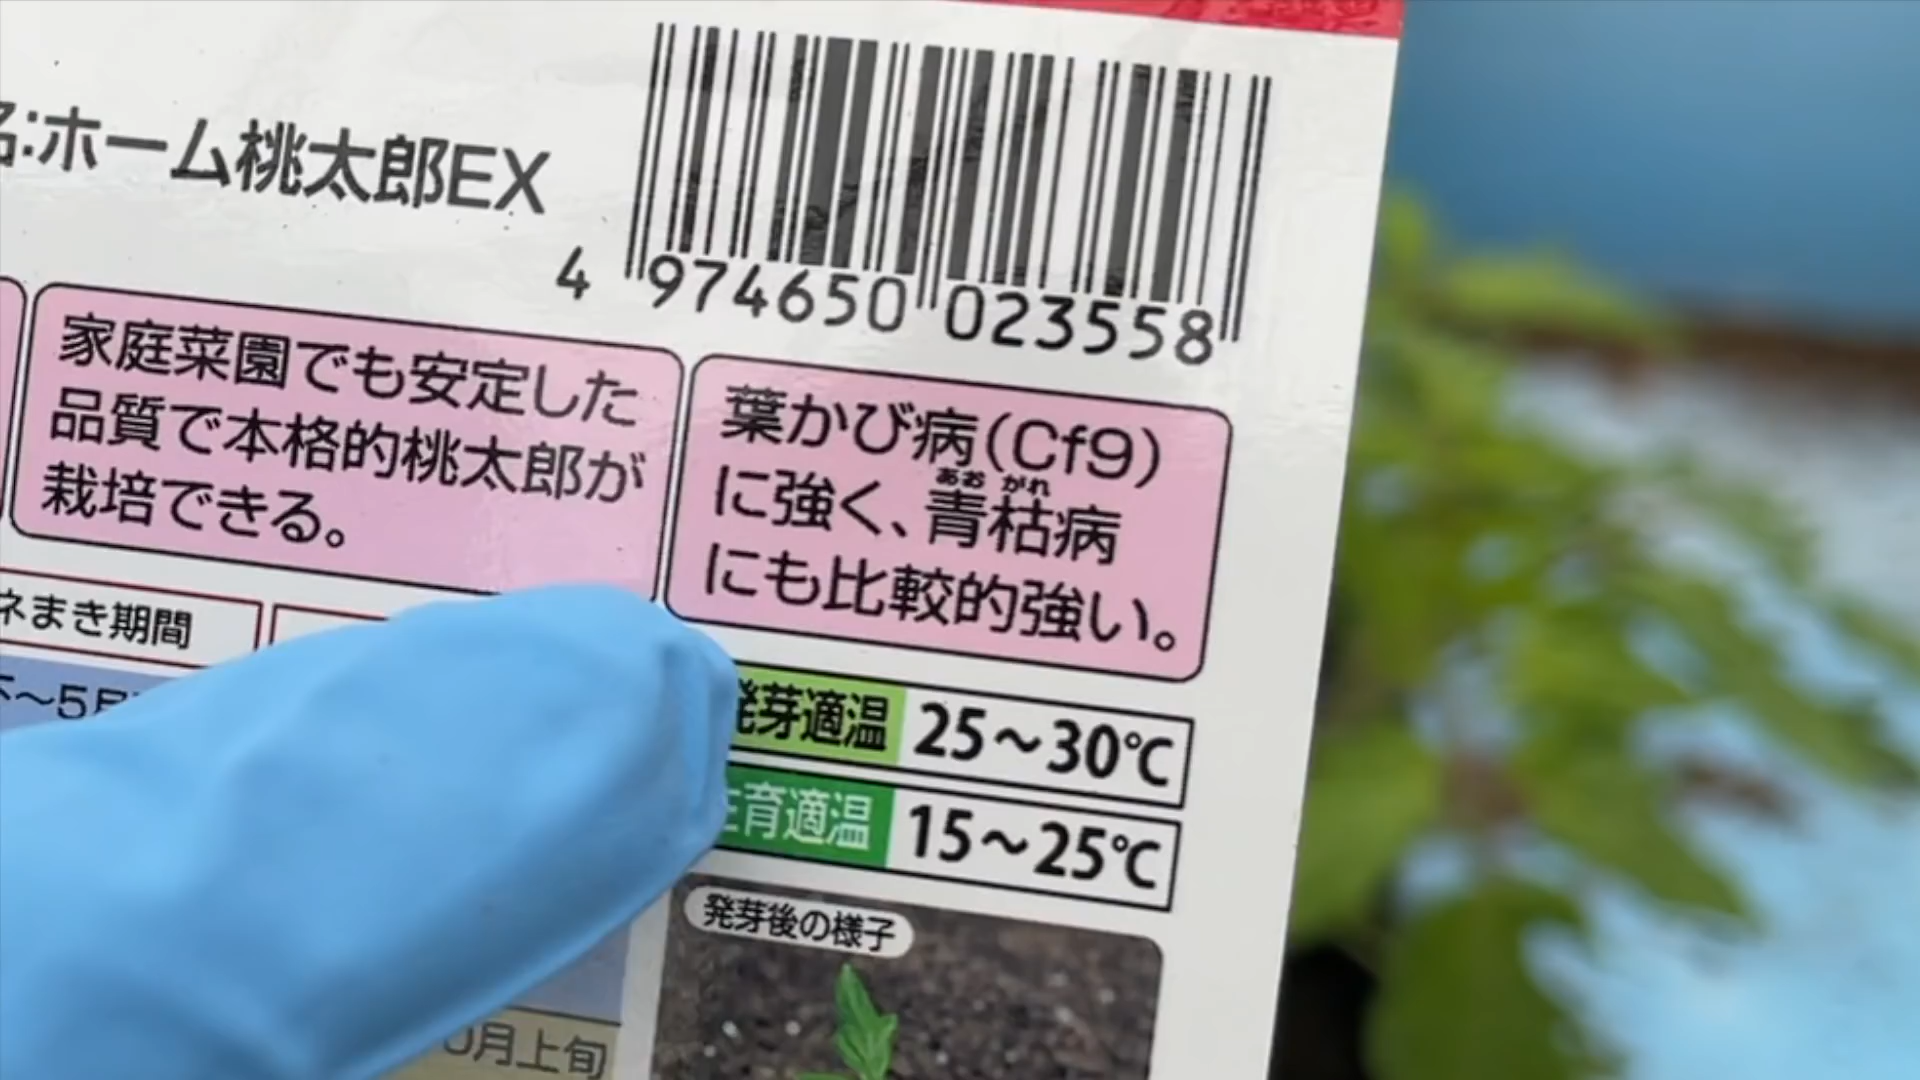 名:ホーム桃太郎EX
4 974650 023558
家庭菜園でも安定した
品質で本格的桃太郎が
栽培できる。
葉かび病(Cf9)
に強く、青枯病
あおがれ
にも比較的強い。
ネまき期間
下〜5月
発芽適温 25〜30℃
生育適温 15〜25℃
発芽後の様子
0月上旬